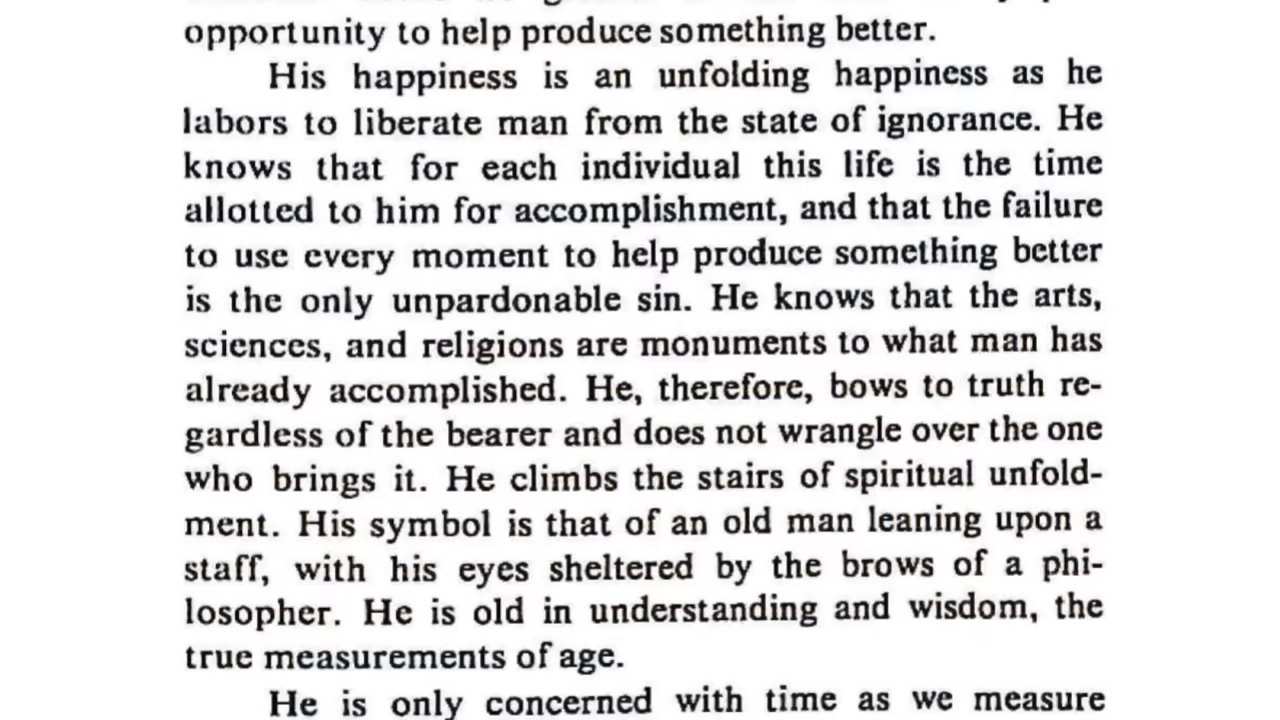 opportunity to help produce something better.
His happiness is an unfolding happiness as he
labors to liberate man from the state of ignorance. He
knows that for each individual this life is the time
allotted to him for accomplishment, and that the failure
to use every moment to help produce something better
is the only unpardonable sin. He knows that the arts,
sciences, and religions are monuments to what man has
already accomplished. He, therefore, bows to truth re-
gardless of the bearer and does not wrangle over the one
who brings it. He climbs the stairs of spiritual unfold-
ment. His symbol is that of an old man leaning upon a
staff, with his eyes sheltered by the brows of a phi-
losopher. He is old in understanding and wisdom, the
true measurements of age.
He is only concerned with time as we measure